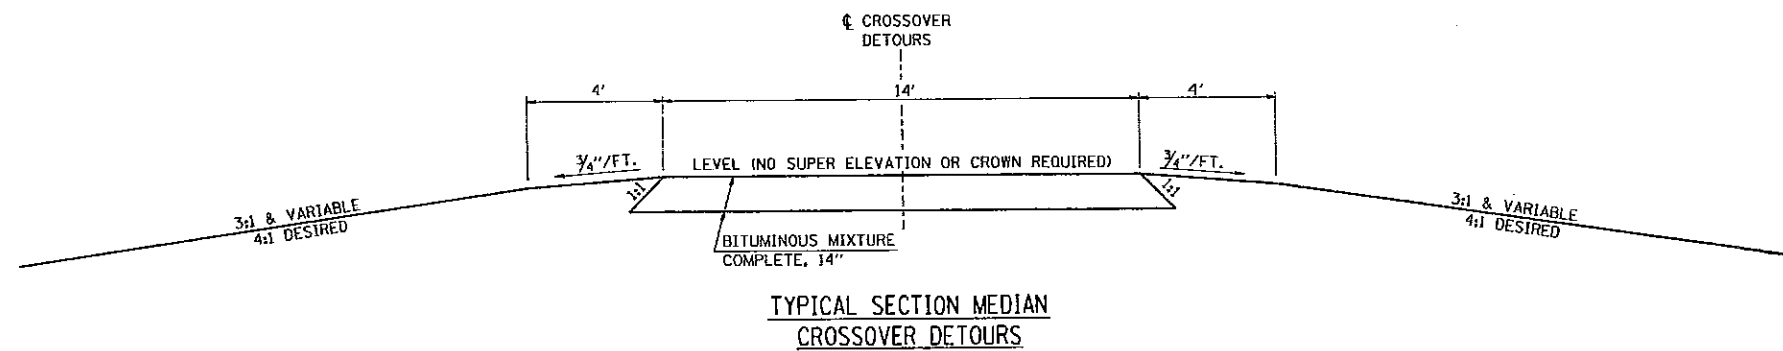 ℄ CROSSOVER
DETOURS
4'
14'
4'
3/4"/FT.
LEVEL (NO SUPER ELEVATION OR CROWN REQUIRED)
3/4"/FT.
1:1
1:1
3:1 & VARIABLE
4:1 DESIRED
3:1 & VARIABLE
4:1 DESIRED
BITUMINOUS MIXTURE
COMPLETE, 14"
TYPICAL SECTION MEDIAN
CROSSOVER DETOURS